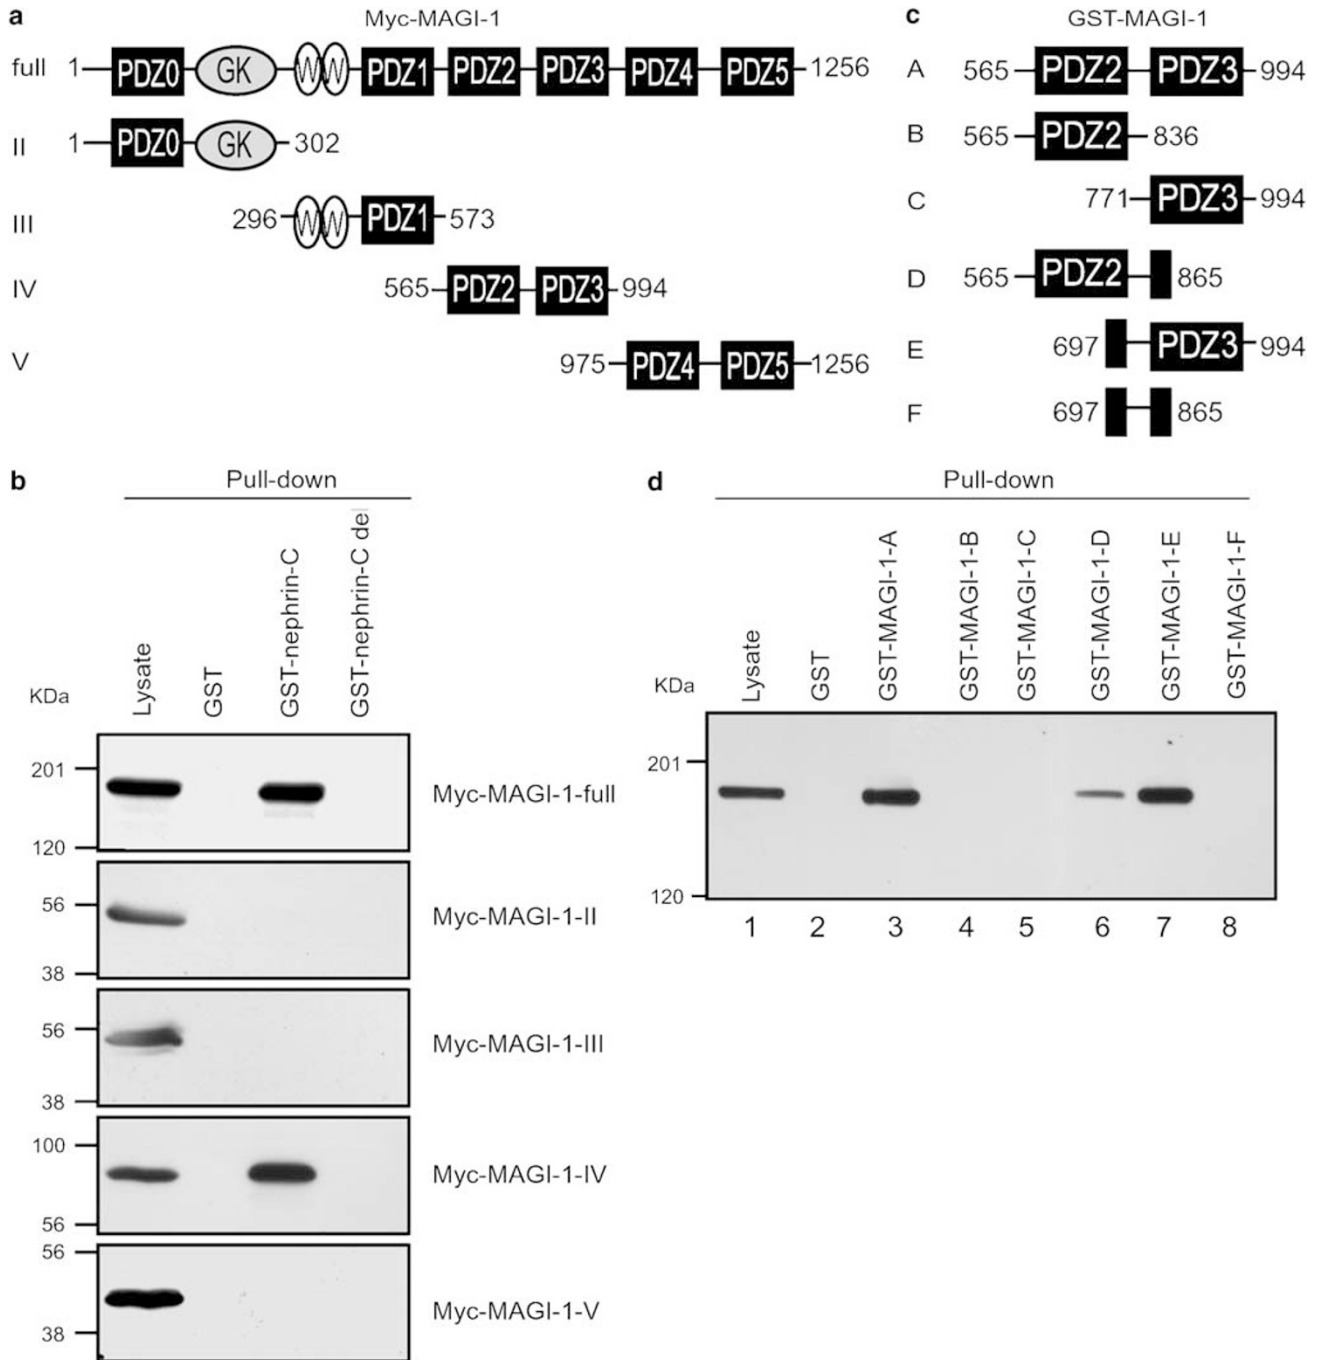 a
Myc-MAGI-1
full 1 PDZ0 GK W W PDZ1 PDZ2 PDZ3 PDZ4 PDZ5 1256
II 1 PDZ0 GK 302
III 296 W W PDZ1 573
IV 565 PDZ2 PDZ3 994
V 975 PDZ4 PDZ5 1256
c
GST-MAGI-1
A 565 PDZ2 PDZ3 994
B 565 PDZ2 836
C 771 PDZ3 994
D 565 PDZ2 865
E 697 PDZ3 994
F 697 865
b
Pull-down
KDa
Lysate
GST
GST-nephrin-C
GST-nephrin-C del
201
120
Myc-MAGI-1-full
56
38
Myc-MAGI-1-II
56
38
Myc-MAGI-1-III
100
56
Myc-MAGI-1-IV
56
38
Myc-MAGI-1-V
d
Pull-down
KDa
Lysate
GST
GST-MAGI-1-A
GST-MAGI-1-B
GST-MAGI-1-C
GST-MAGI-1-D
GST-MAGI-1-E
GST-MAGI-1-F
201
120
1 2 3 4 5 6 7 8